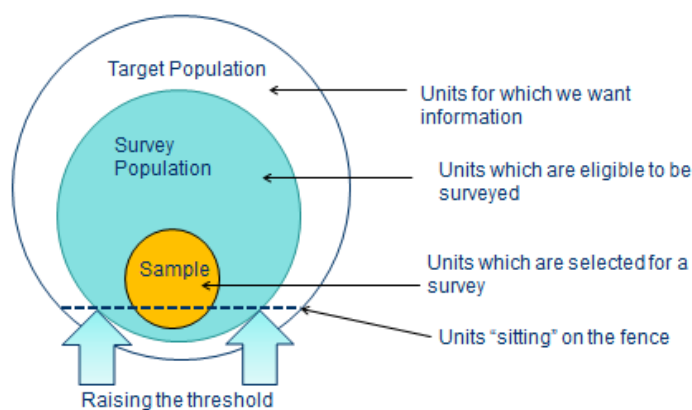 Target Population
Units for which we want
information
Survey
Population
Units which are eligible to be
surveyed
Sample
Units which are selected for a
survey
Units “sitting” on the fence
Raising the threshold